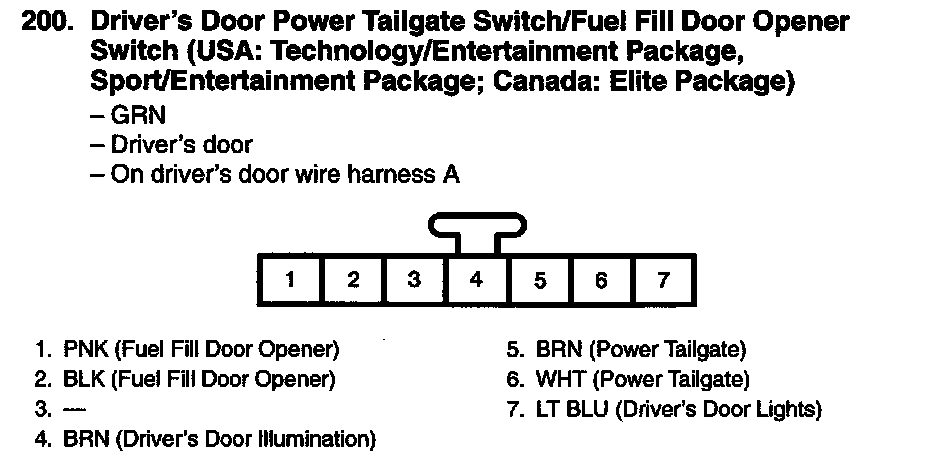 200. Driver's Door Power Tailgate Switch/Fuel Fill Door Opener
Switch (USA: Technology/Entertainment Package,
Sport/Entertainment Package; Canada: Elite Package)
– GRN
– Driver's door
– On driver's door wire harness A
1 2 3 4 5 6 7
1. PNK (Fuel Fill Door Opener)
2. BLK (Fuel Fill Door Opener)
3. —
4. BRN (Driver's Door Illumination)
5. BRN (Power Tailgate)
6. WHT (Power Tailgate)
7. LT BLU (Driver's Door Lights)